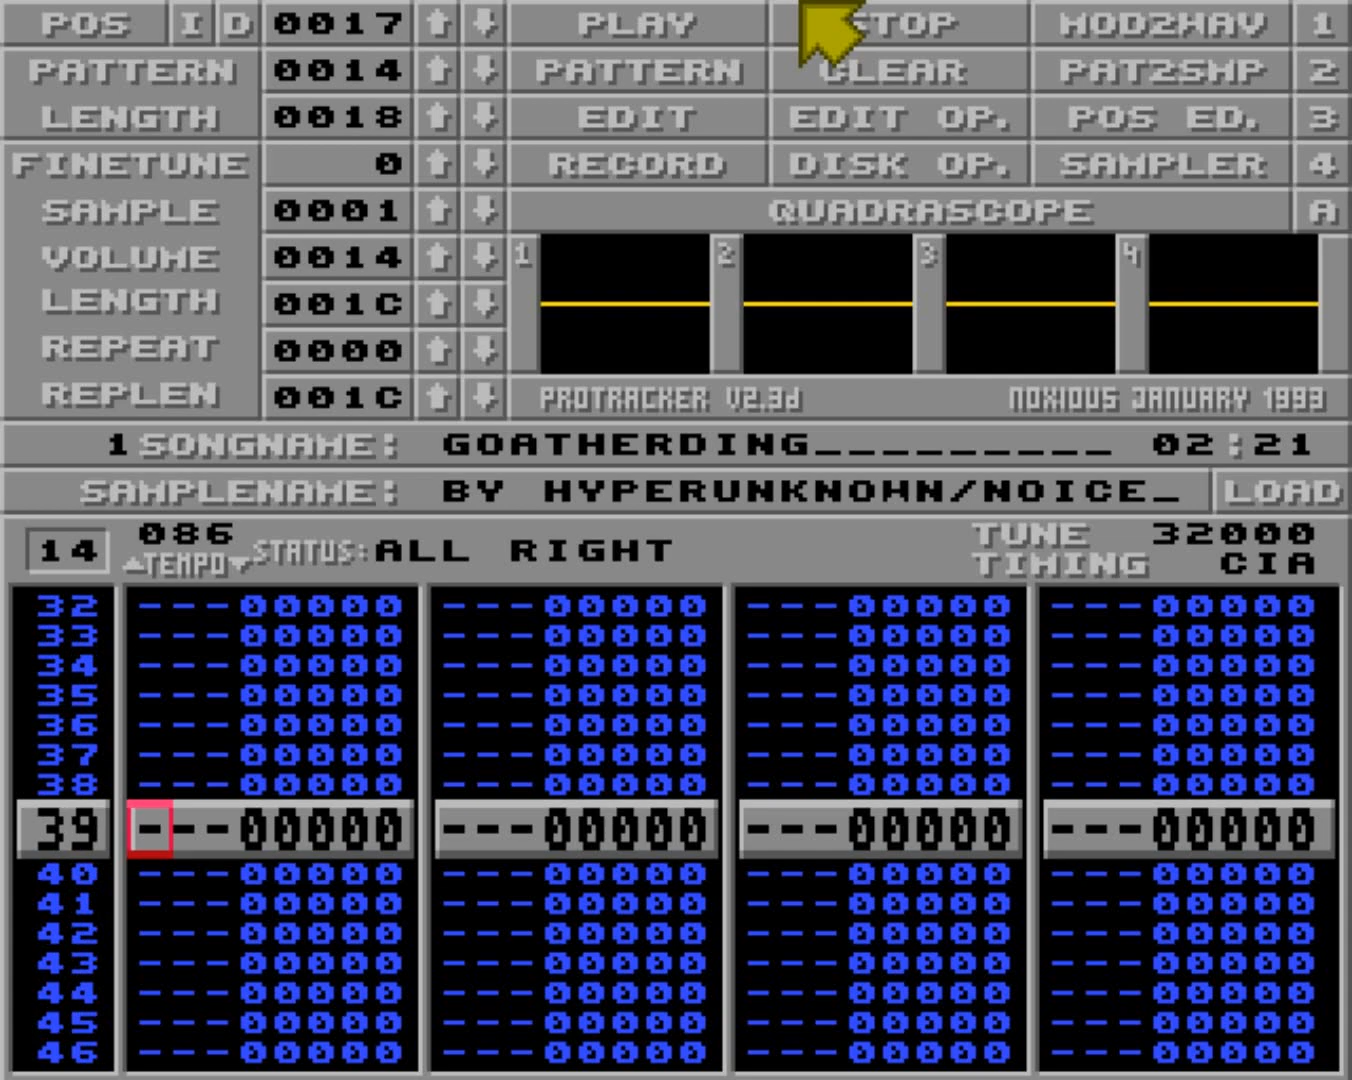 POS I D 0017 PLAY STOP MOD2WAV 1
PATTERN 0014 PATTERN CLEAR PAT2SMP 2
LENGTH 0018 EDIT EDIT OP. POS ED. 3
FINETUNE 0 RECORD DISK OP. SAMPLER 4
SAMPLE 0001 QUADRASCOPE A
VOLUME 0014 1 2 3 4
LENGTH 001C
REPEAT 0000
REPLEN 001C PROTRACKER V2.3d NOXIOUS JANUARY 1993
1 SONGNAME: GOATHERDING_________ 02:21
SAMPLENAME: BY HYPERUNKNOWN/NOICE_ LOAD
14 086 TEMPO STATUS: ALL RIGHT TUNE 32000
TIMING CIA
32 ---00000 ---00000 ---00000 ---00000
33 ---00000 ---00000 ---00000 ---00000
34 ---00000 ---00000 ---00000 ---00000
35 ---00000 ---00000 ---00000 ---00000
36 ---00000 ---00000 ---00000 ---00000
37 ---00000 ---00000 ---00000 ---00000
38 ---00000 ---00000 ---00000 ---00000
39 ---00000 ---00000 ---00000 ---00000
40 ---00000 ---00000 ---00000 ---00000
41 ---00000 ---00000 ---00000 ---00000
42 ---00000 ---00000 ---00000 ---00000
43 ---00000 ---00000 ---00000 ---00000
44 ---00000 ---00000 ---00000 ---00000
45 ---00000 ---00000 ---00000 ---00000
46 ---00000 ---00000 ---00000 ---00000